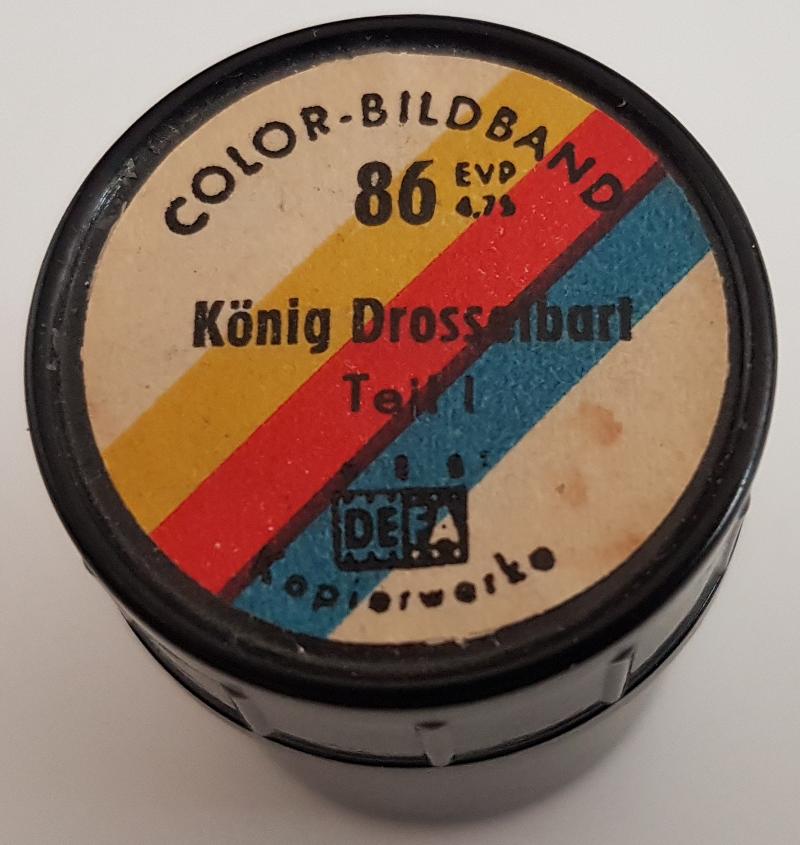 COLOR-BILDBAND
86 EVP 4,75
König Drosselbart
Teil I
DEFA
Kopierwerke